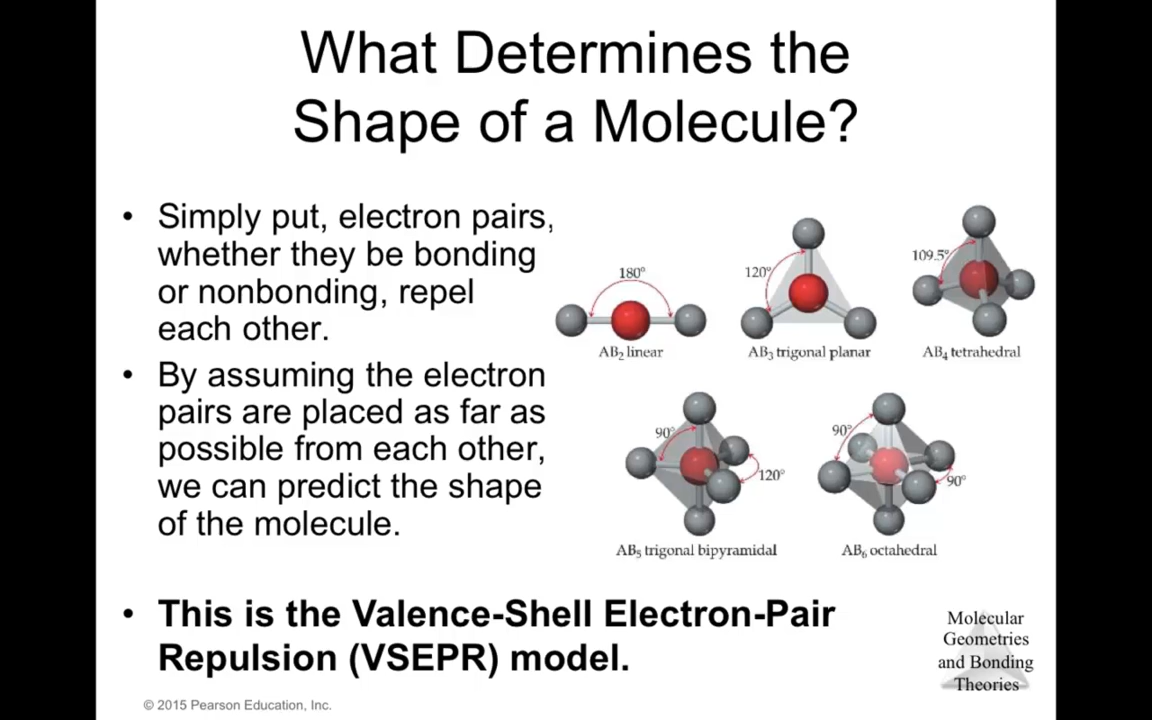 What Determines the
Shape of a Molecule?
• Simply put, electron pairs,
whether they be bonding
or nonbonding, repel
each other.
• By assuming the electron
pairs are placed as far as
possible from each other,
we can predict the shape
of the molecule.
180°
AB₂ linear
120°
AB₃ trigonal planar
109.5°
AB₄ tetrahedral
90°
120°
AB₅ trigonal bipyramidal
90°
90°
AB₆ octahedral
• This is the Valence-Shell Electron-Pair
Repulsion (VSEPR) model.
Molecular
Geometries
and Bonding
Theories
© 2015 Pearson Education, Inc.